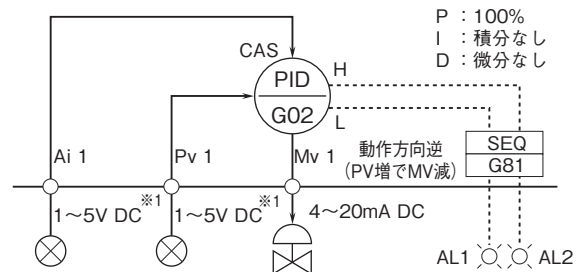 P : 100%
I : 積分なし
D : 微分なし
CAS
PID
G02
H
L
Ai 1
Pv 1
Mv 1
動作方向逆
(PV増でMV減)
SEQ
G81
1〜5V DC※1
1〜5V DC※1
4〜20mA DC
AL1
AL2